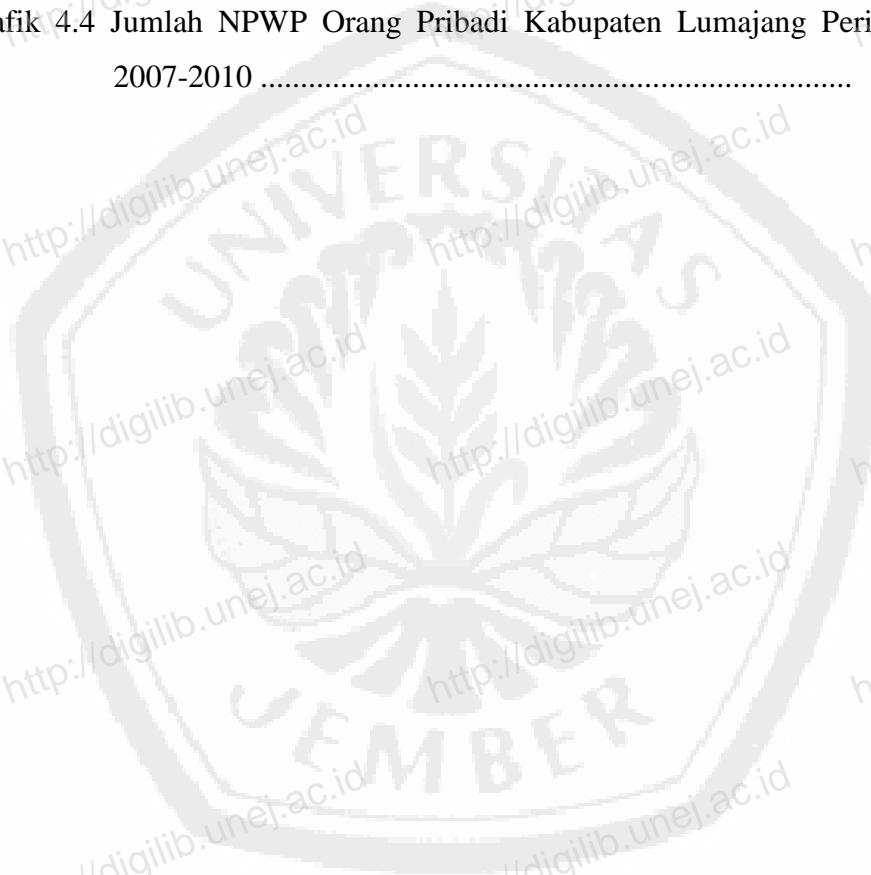 afik 4.4 Jumlah NPWP Orang Pribadi Kabupaten Lumajang Peri
2007-2010 ..........................................................................
http://digilib.unej.ac.id
http://digilib.unej.ac.id
UNIVERSITAS
http://digilib.unej.ac.id
http://digilib.unej.ac.id
http://digilib.unej.ac.id
http://digilib.unej.ac.id
JEMBER
//digilib.unej.ac.id
//digilib.unej.ac.id